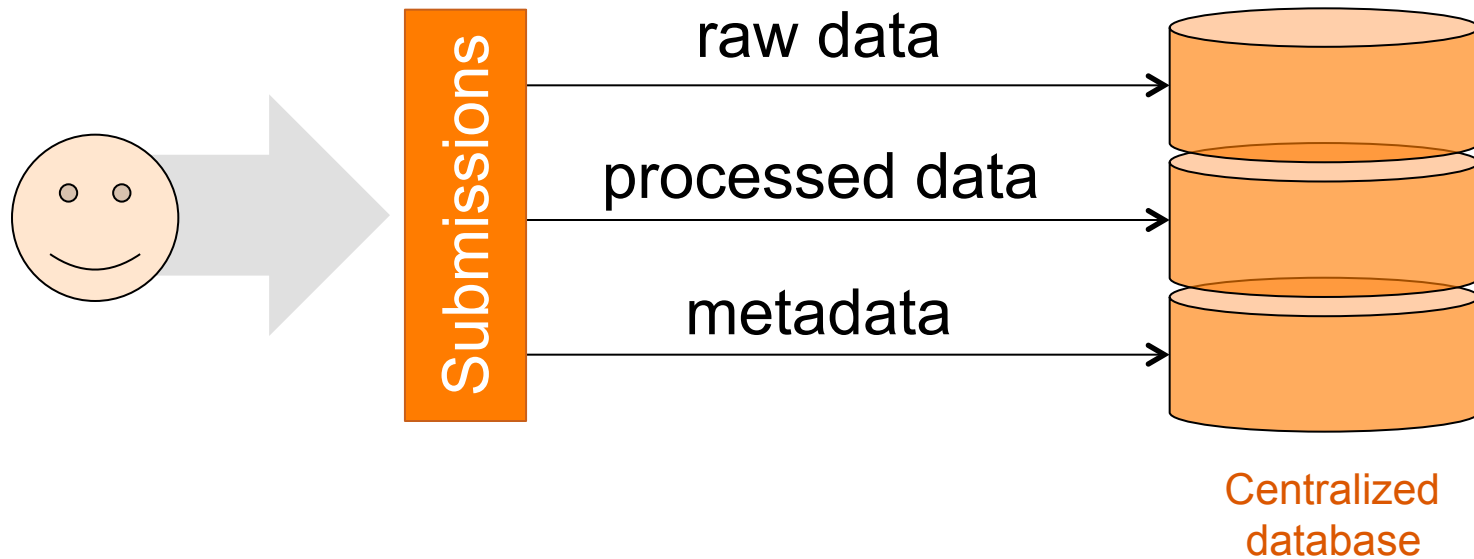 Submissions
raw data
processed data
metadata
Centralized
database